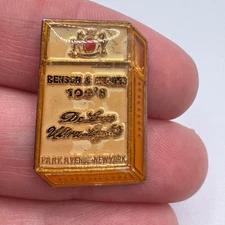 BENSON & HEDGES
100's
DeLuxe
Ultra Lights
PARK AVENUE NEW YORK